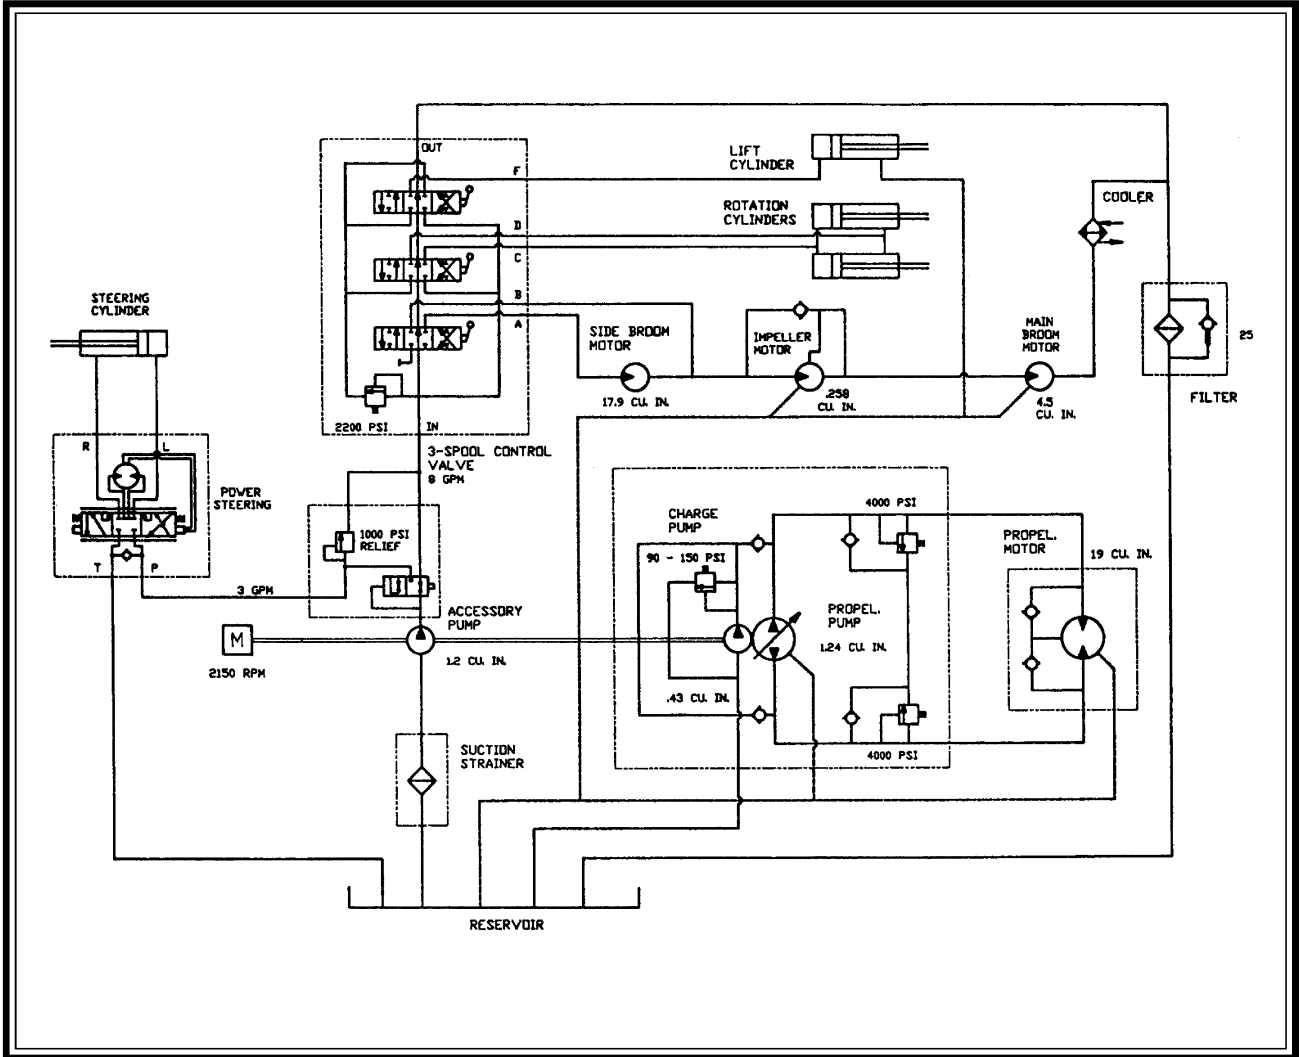 OUT
F
LIFT
CYLINDER
ROTATION
CYLINDERS
D
C
B
A
COOLER
STEERING
CYLINDER
SIDE BROOM
MOTOR
17.9 CU. IN.
IMPELLER
MOTOR
.258
CU. IN.
MAIN
BROOM
MOTOR
4.5
CU. IN.
25
FILTER
2200 PSI
IN
3-SPOOL CONTROL
VALVE
8 GPM
R
L
POWER
STEERING
T
P
3 GPM
1000 PSI
RELIEF
CHARGE
PUMP
90 - 150 PSI
4000 PSI
PROPEL.
MOTOR
19 CU. IN.
ACCESSORY
PUMP
1.2 CU. IN.
PROPEL.
PUMP
1.24 CU. IN.
M
2150 RPM
.43 CU. IN.
4000 PSI
SUCTION
STRAINER
RESERVOIR